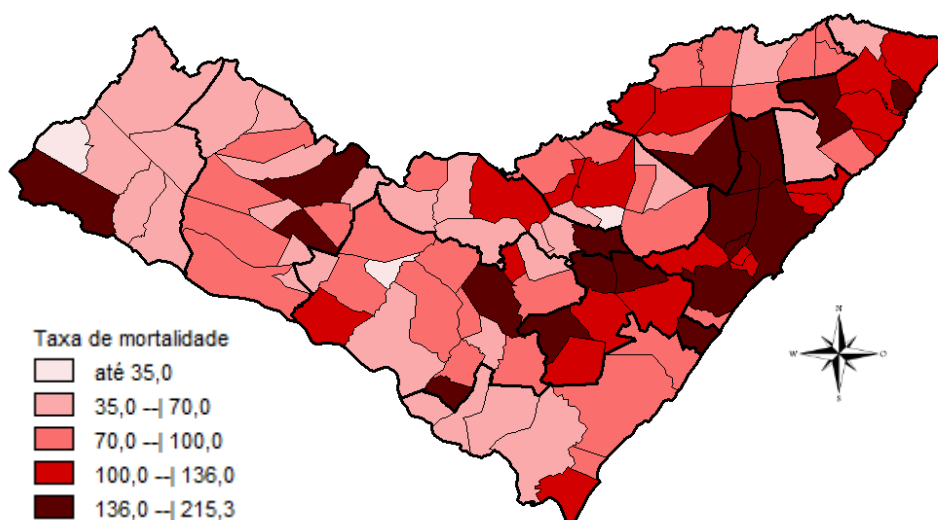 N
W
O
S
Taxa de mortalidade
até 35,0
35,0 --| 70,0
70,0 --| 100,0
100,0 --| 136,0
136,0 --| 215,3